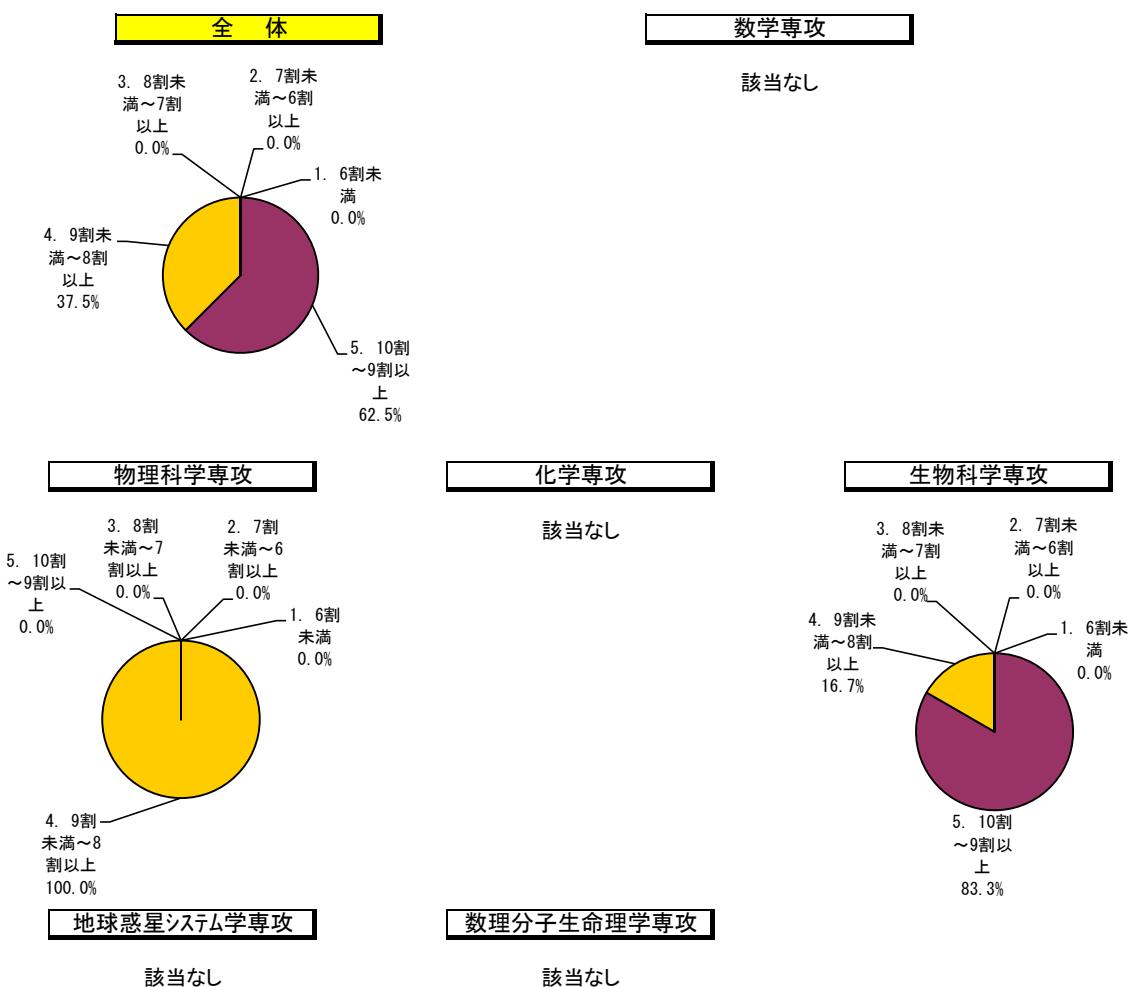 全　体
数学専攻
3. 8割未
満～7割
以上
0.0%
2. 7割未
満～6割
以上
0.0%
1. 6割未
満
0.0%
4. 9割未
満～8割
以上
37.5%
5. 10割
～9割以
上
62.5%
該当なし
物理科学専攻
化学専攻
生物科学専攻
5. 10割
～9割以
上
0.0%
3. 8割
未満～7
割以上
0.0%
2. 7割
未満～6
割以上
0.0%
1. 6割
未満
0.0%
4. 9割
未満～8
割以上
100.0%
該当なし
3. 8割未
満～7割
以上
0.0%
2. 7割未
満～6割
以上
0.0%
1. 6割未
満
0.0%
4. 9割未
満～8割
以上
16.7%
5. 10割
～9割以
上
83.3%
地球惑星システム学専攻
数理分子生命理学専攻
該当なし
該当なし